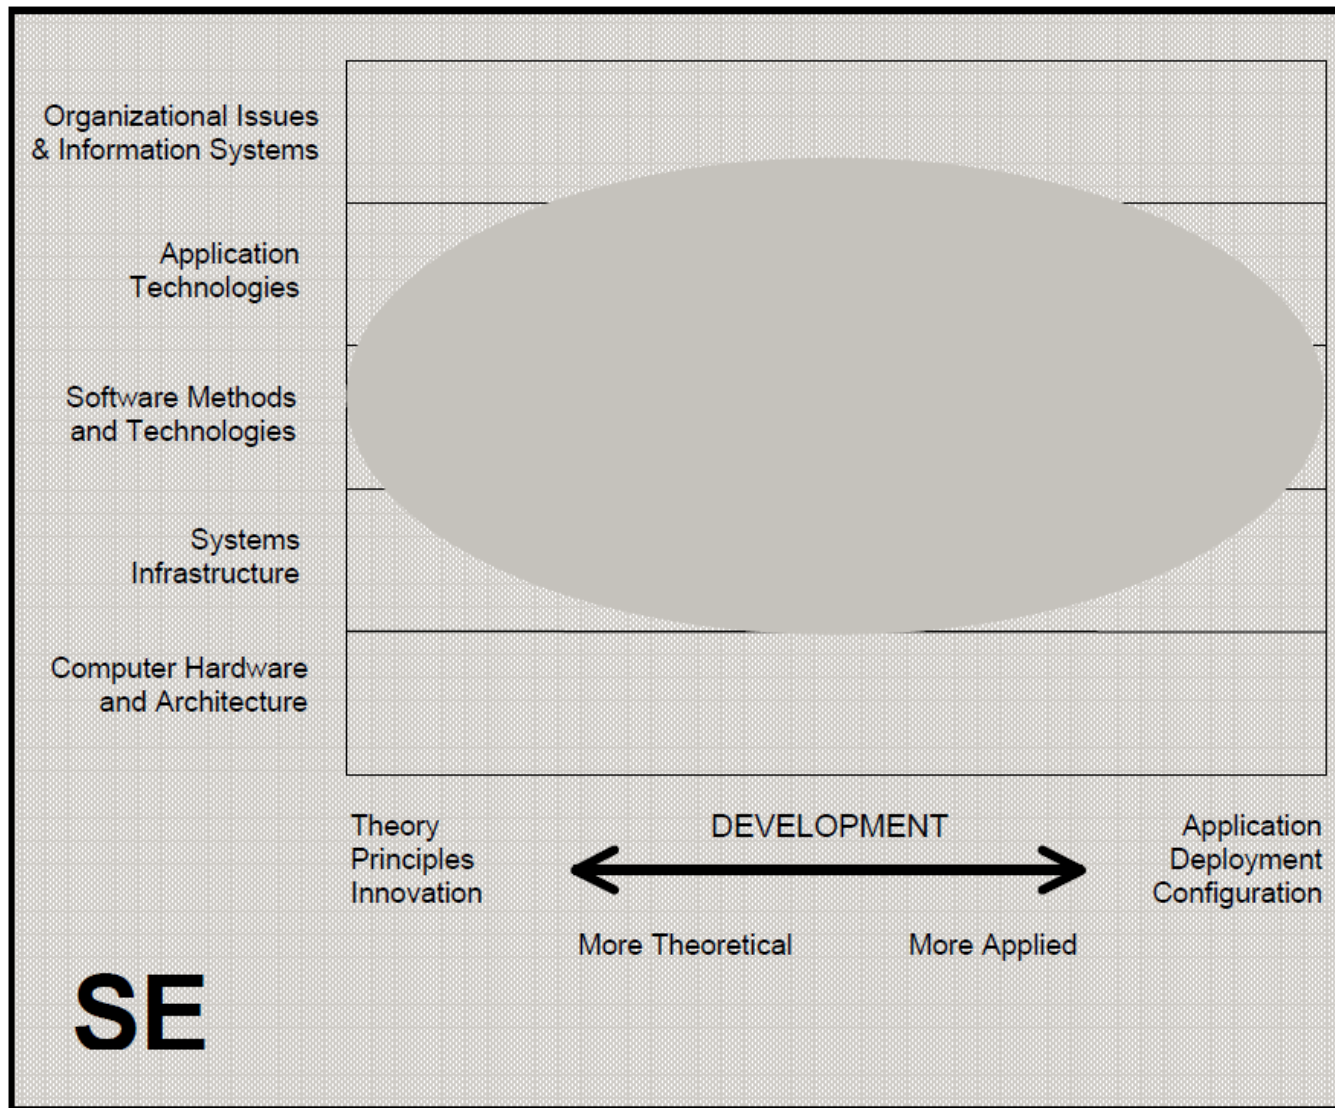 Organizational Issues
& Information Systems
Application
Technologies
Software Methods
and Technologies
Systems
Infrastructure
Computer Hardware
and Architecture
Theory
Principles
Innovation
DEVELOPMENT
Application
Deployment
Configuration
More Theoretical
More Applied
SE